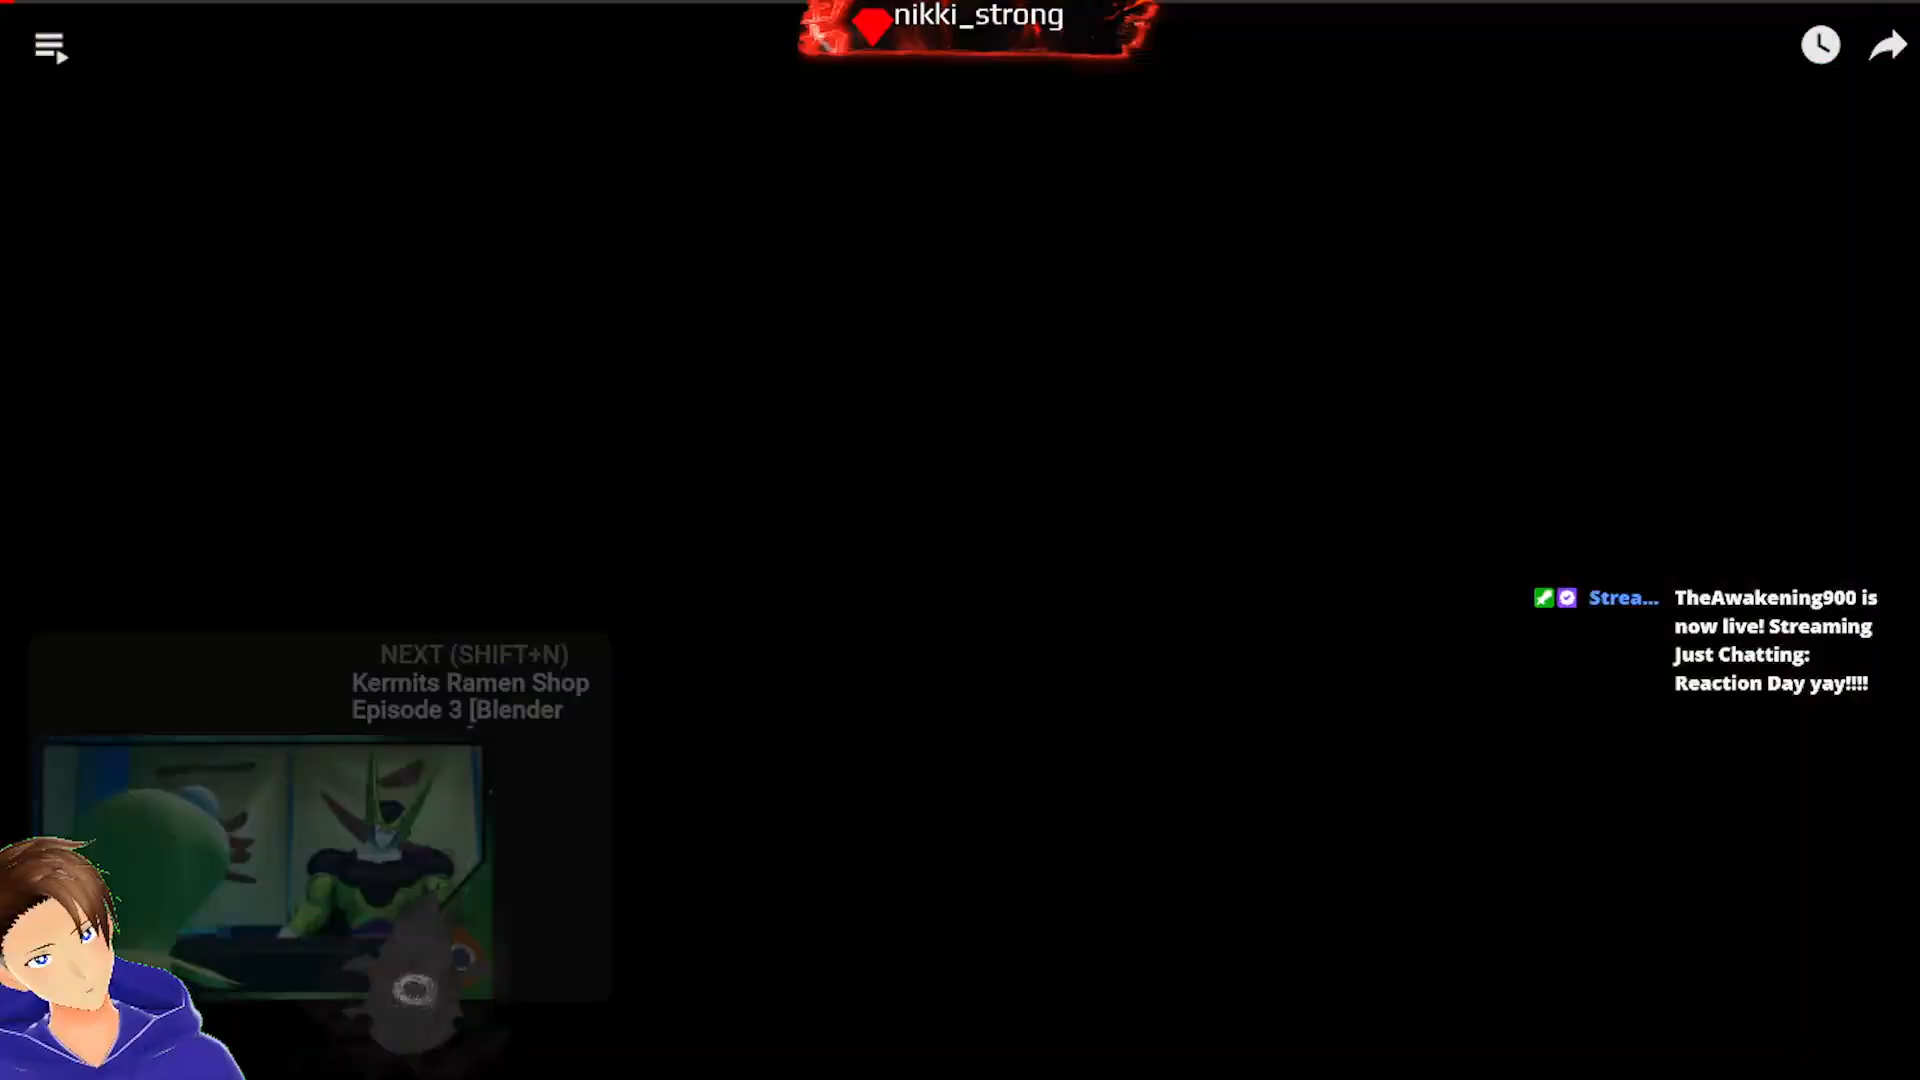 nikki_strong
Strea... TheAwakening900 is
now live! Streaming
Just Chatting:
Reaction Day yay!!!!
NEXT (SHIFT+N)
Kermits Ramen Shop
Episode 3 [Blender